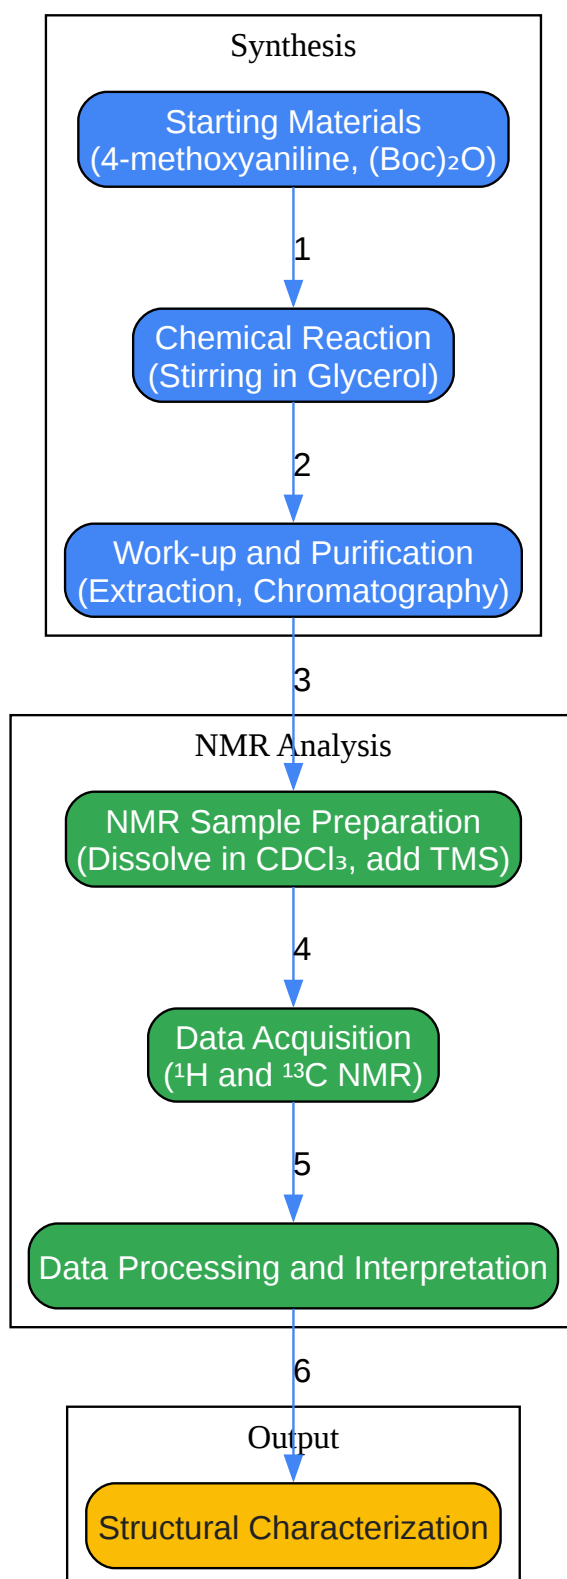 Synthesis
Starting Materials
(4-methoxyaniline, (Boc)₂O)
1
Chemical Reaction
(Stirring in Glycerol)
2
Work-up and Purification
(Extraction, Chromatography)
3
NMR Analysis
NMR Sample Preparation
(Dissolve in CDCl₃, add TMS)
4
Data Acquisition
(¹H and ¹³C NMR)
5
Data Processing and Interpretation
6
Output
Structural Characterization